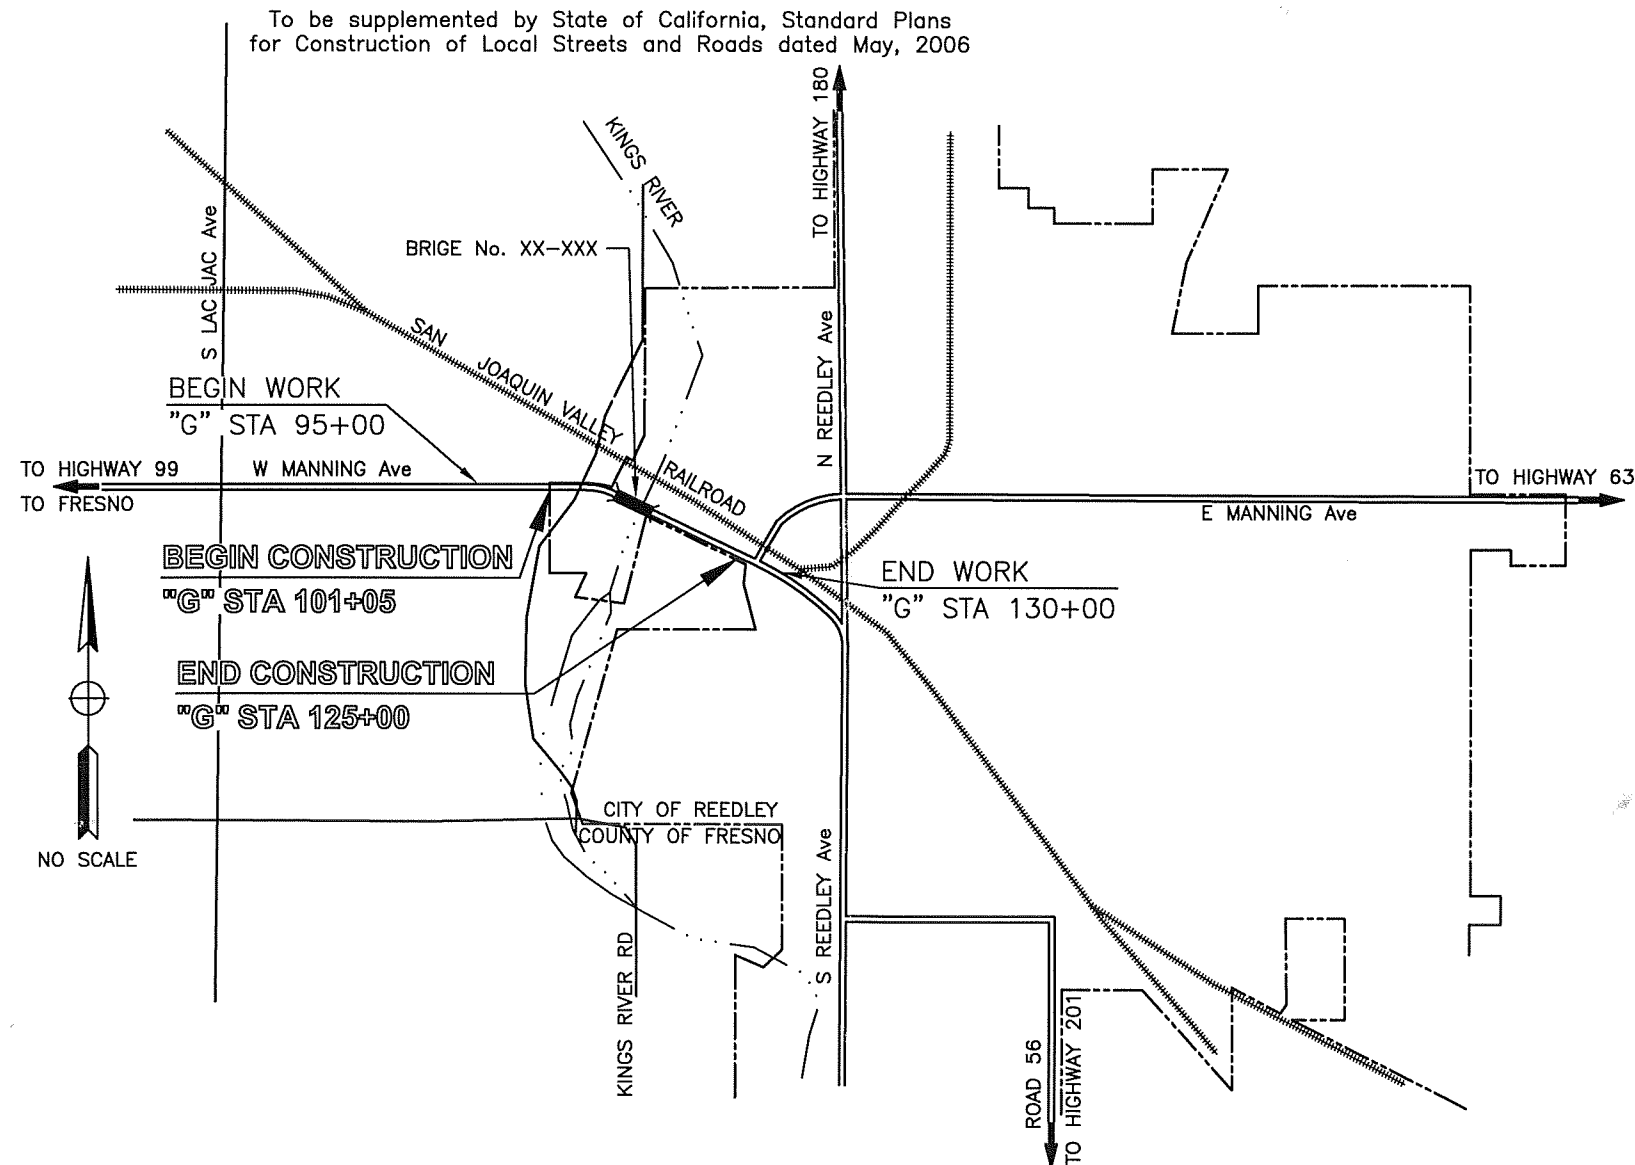 To be supplemented by State of California, Standard Plans
for Construction of Local Streets and Roads dated May, 2006
TO HIGHWAY 180
KINGS RIVER
BRIGE No. XX-XXX
S LAC JAC Ave
SAN JOAQUIN VALLEY RAILROAD
N REEDLEY Ave
BEGIN WORK
"G" STA 95+00
TO HIGHWAY 99
W MANNING Ave
TO FRESNO
TO HIGHWAY 63
E MANNING Ave
BEGIN CONSTRUCTION
"G" STA 101+05
END WORK
"G" STA 130+00
END CONSTRUCTION
"G" STA 125+00
NO SCALE
CITY OF REEDLEY
COUNTY OF FRESNO
S REEDLEY Ave
KINGS RIVER RD
ROAD 56
TO HIGHWAY 201